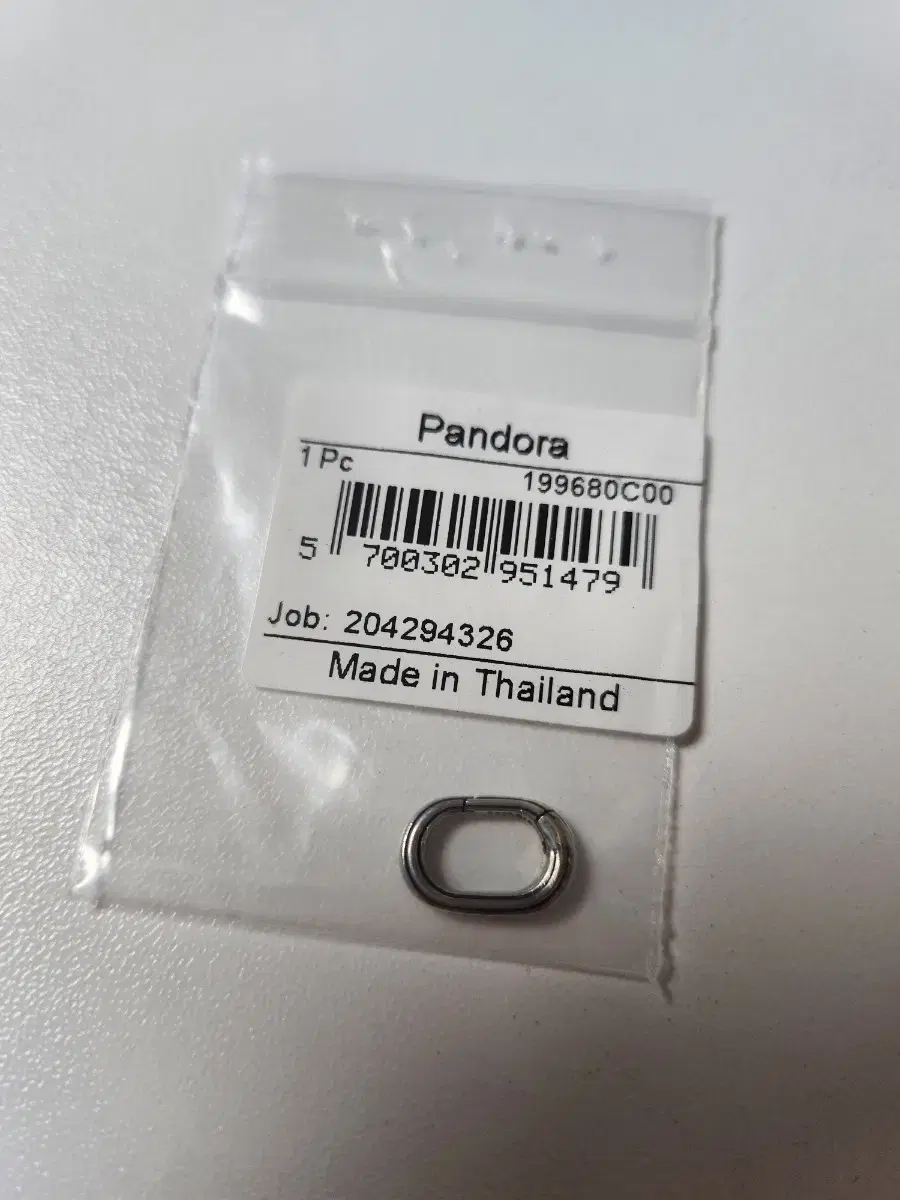 Pandora
1 Pc
199680C00
5 700302 951479
Job: 204294326
Made in Thailand